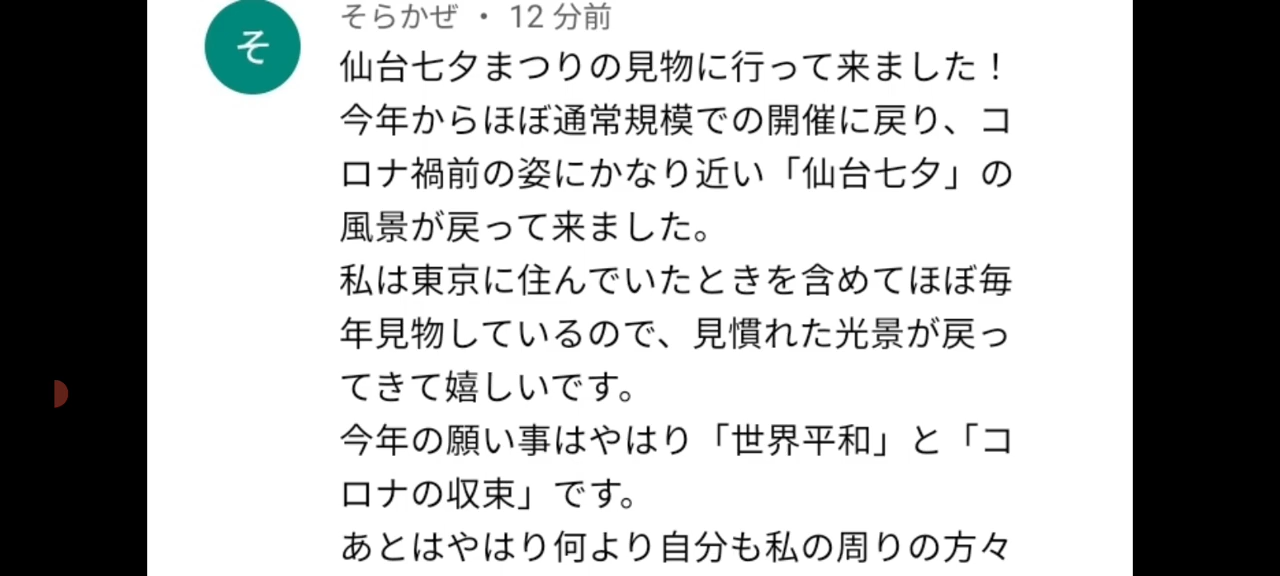 そ
そらかぜ ・ 12 分前
仙台七夕まつりの見物に行って来ました！
今年からほぼ通常規模での開催に戻り、コ
ロナ禍前の姿にかなり近い「仙台七夕」の
風景が戻って来ました。
私は東京に住んでいたときを含めてほぼ毎
年見物しているので、見慣れた光景が戻っ
てきて嬉しいです。
今年の願い事はやはり「世界平和」と「コ
ロナの収束」です。
あとはやはり何より自分も私の周りの方々